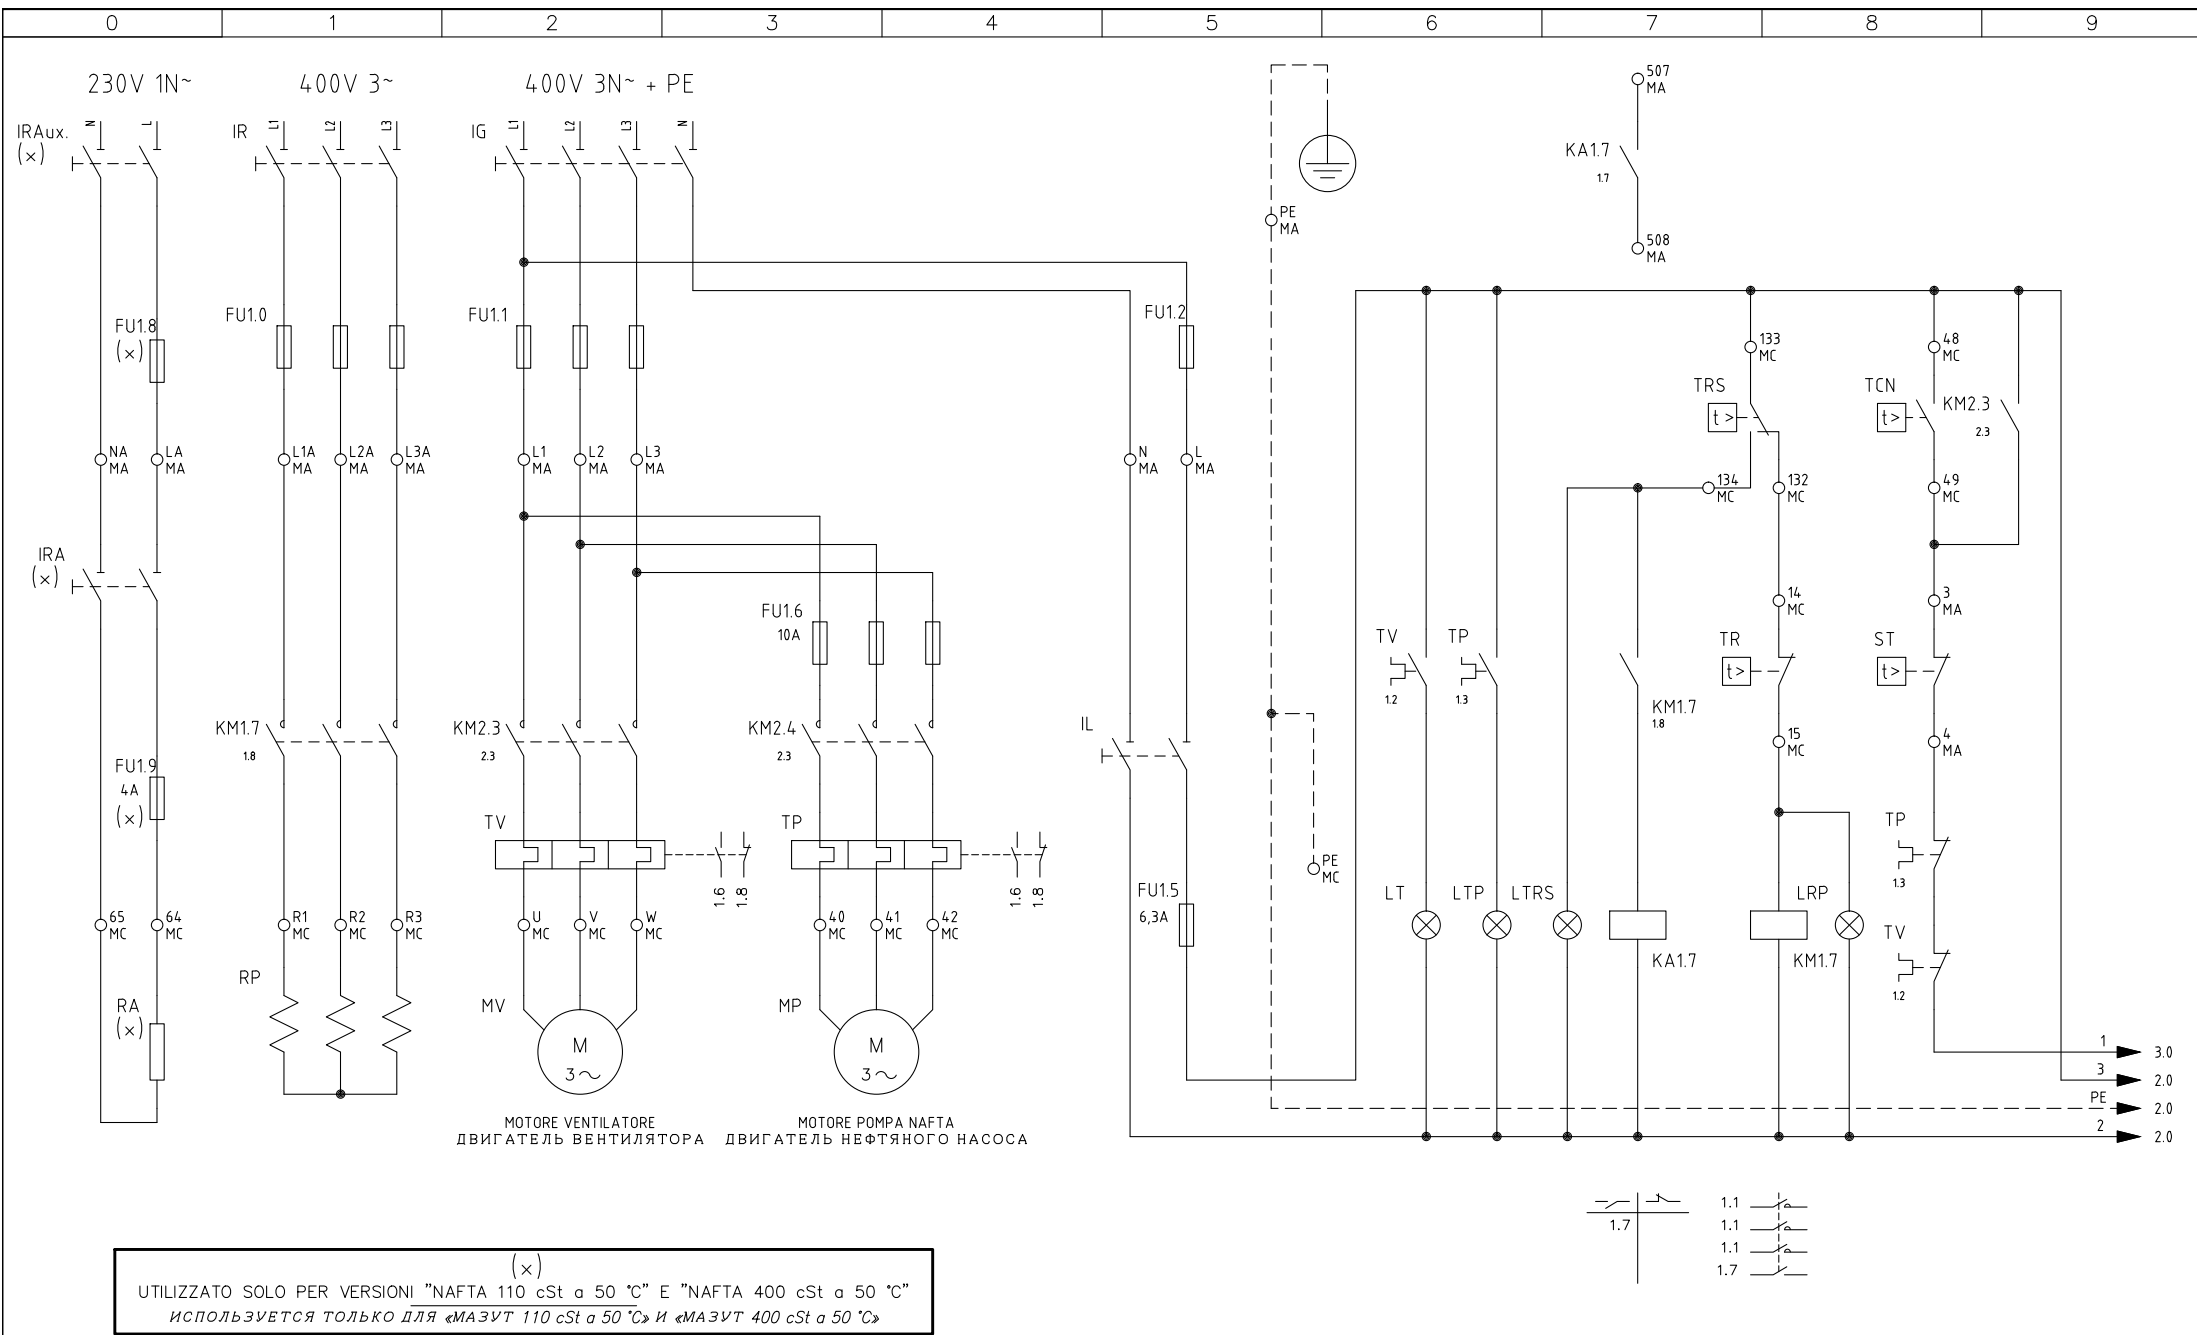 0 1 2 3 4 5 6 7 8 9
230V 1N~
400V 3~
400V 3N~ + PE
IRAux.
(x)
N
L
IR
L1
L2
L3
IG
L1
L2
L3
N
PE
MA
507
MA
KA1.7
1.7
508
MA
FU1.8
(x)
FU1.0
FU1.1
FU1.2
133
MC
48
MC
TRS
t>
TCN
t>
KM2.3
2.3
NA
MA
LA
MA
L1A
MA
L2A
MA
L3A
MA
L1
MA
L2
MA
L3
MA
N
MA
L
MA
134
MC
132
MC
49
MC
IRA
(x)
FU1.6
10A
14
MC
3
MA
TV
1.2
TP
1.3
TR
t>
ST
t>
KM1.7
1.8
KM1.7
1.8
KM2.3
2.3
KM2.4
2.3
IL
15
MC
4
MA
FU1.9
4A
(x)
TV
1.6
1.8
TP
1.6
1.8
PE
MC
TP
1.3
FU1.5
6,3A
LT
LTP
LTRS
KA1.7
LRP
KM1.7
TV
1.2
65
MC
64
MC
R1
MC
R2
MC
R3
MC
U
MC
V
MC
W
MC
40
MC
41
MC
42
MC
RP
RA
(x)
MV
M
3~
MP
M
3~
1 3.0
3 2.0
PE 2.0
2 2.0
MOTORE VENTILATORE
ДВИГАТЕЛЬ ВЕНТИЛЯТОРА
MOTORE POMPA NAFTA
ДВИГАТЕЛЬ НЕФТЯНОГО НАСОСА
1.7
1.1
1.1
1.1
1.7
(x)
UTILIZZATO SOLO PER VERSIONI "NAFTA 110 cSt a 50 °C" E "NAFTA 400 cSt a 50 °C"
ИСПОЛЬЗУЕТСЯ ТОЛЬКО ДЛЯ «МАЗУТ 110 cSt a 50 °C» И «МАЗУТ 400 cSt a 50 °C»